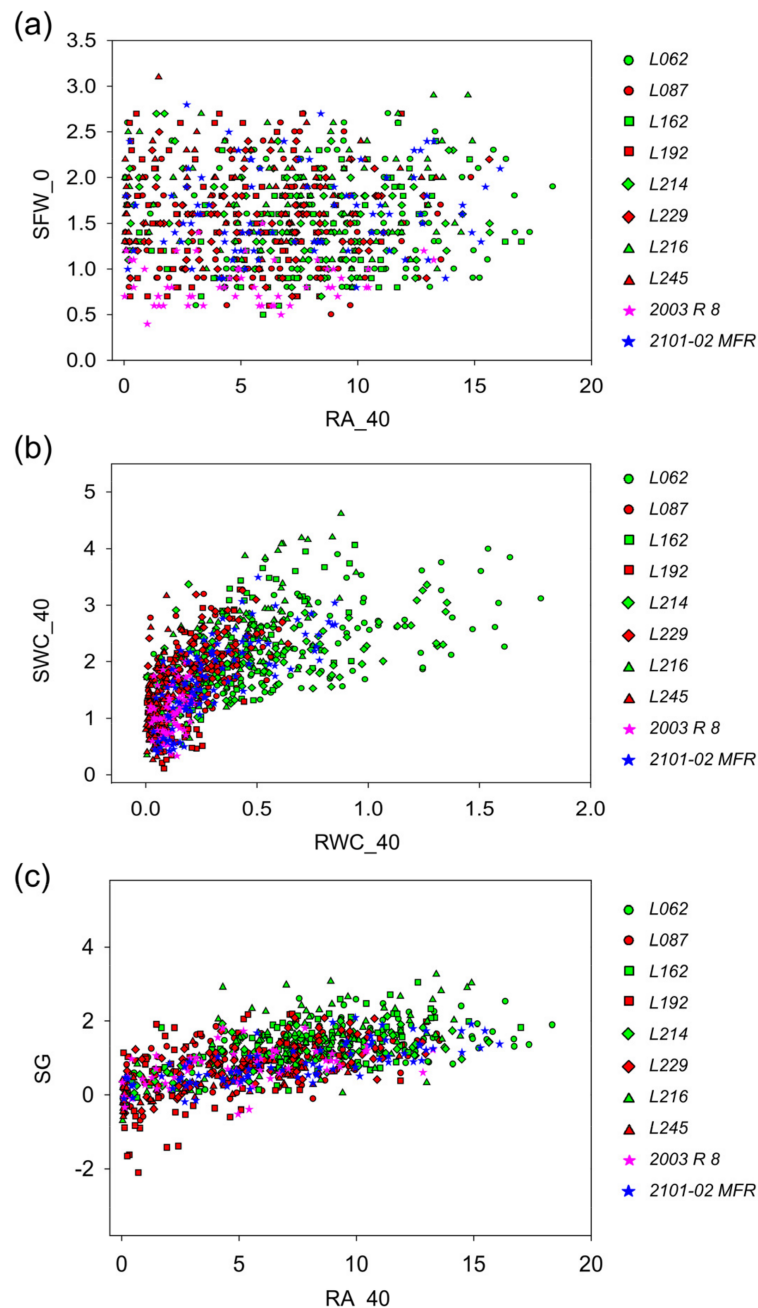 (a)
3.5
3.0
2.5
2.0
1.5
1.0
0.5
0.0
SFW_0
0 5 10 15 20
RA_40
L062
L087
L162
L192
L214
L229
L216
L245
2003 R 8
2101-02 MFR
(b)
5
4
3
2
1
0
SWC_40
0.0 0.5 1.0 1.5 2.0
RWC_40
L062
L087
L162
L192
L214
L229
L216
L245
2003 R 8
2101-02 MFR
(c)
4
2
0
-2
SG
0 5 10 15 20
RA_40
L062
L087
L162
L192
L214
L229
L216
L245
2003 R 8
2101-02 MFR